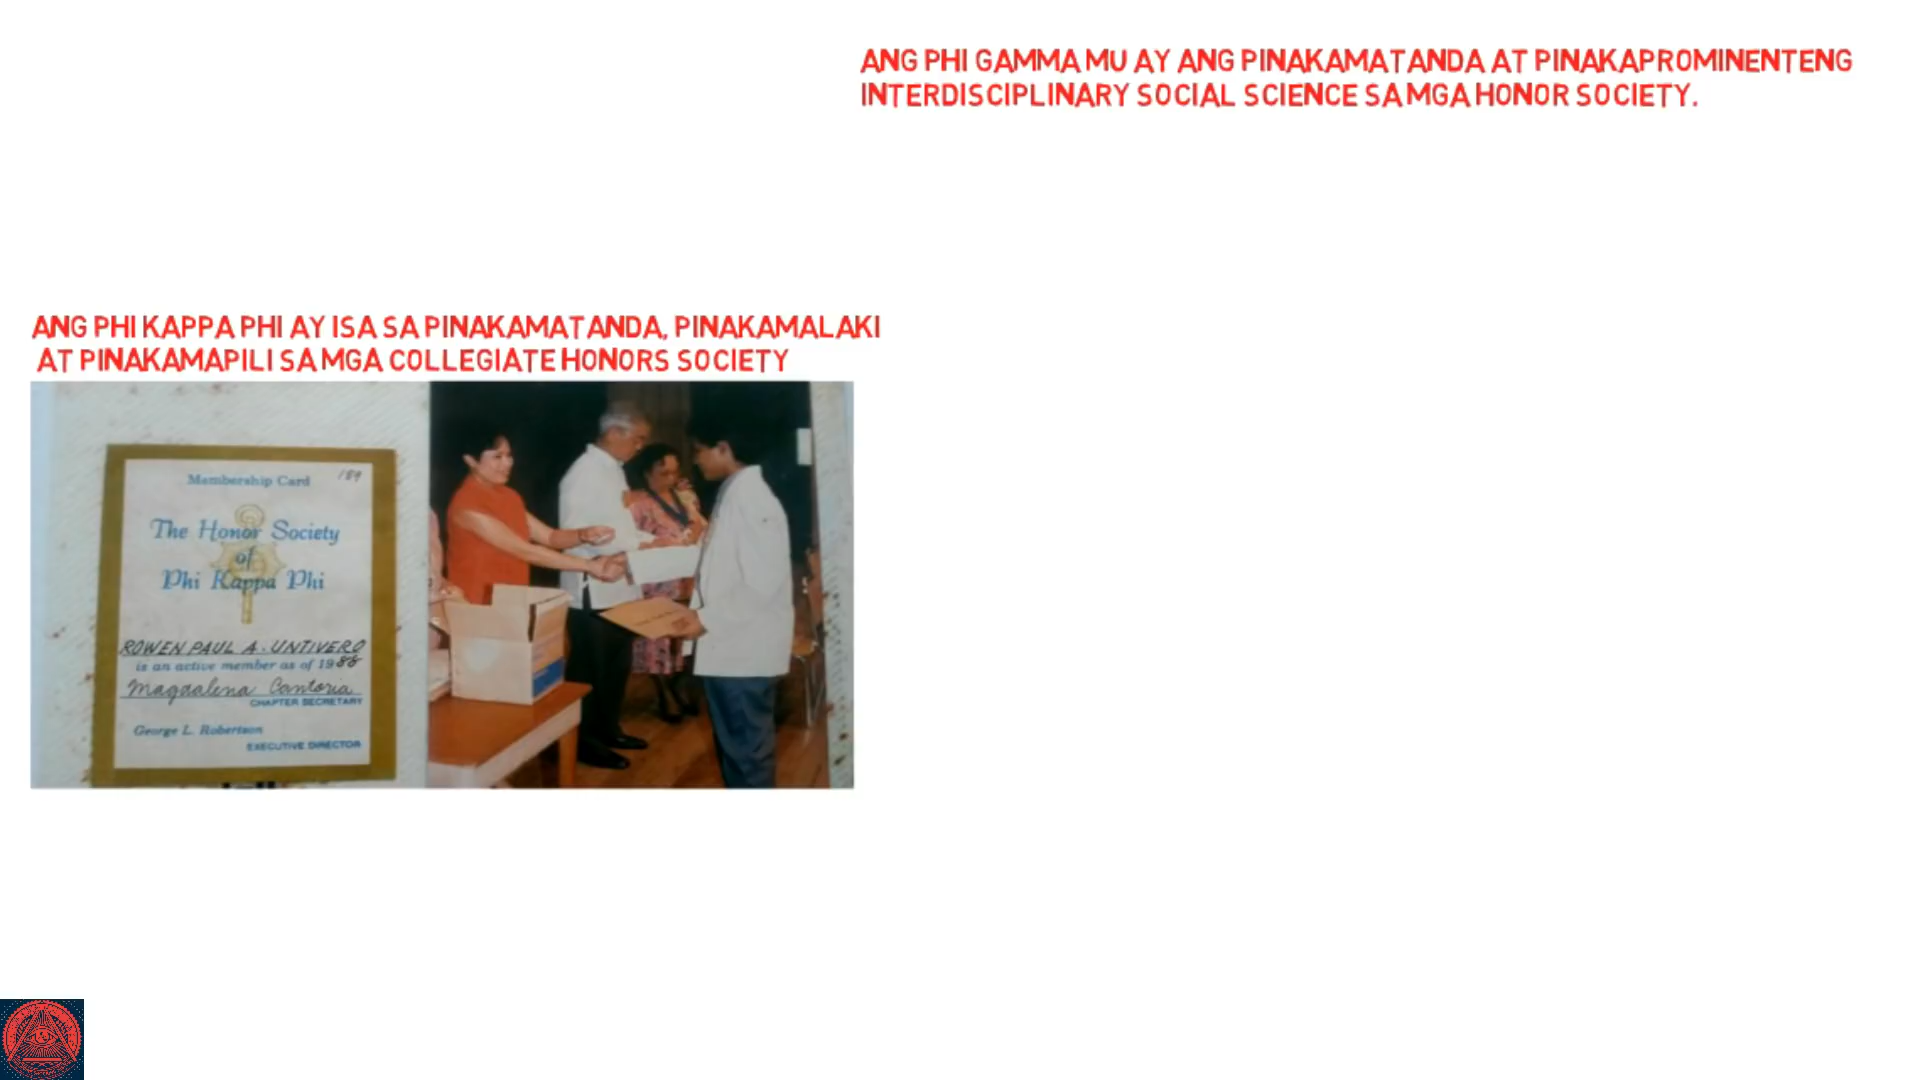 ANG PHI GAMMA MU AY ANG PINAKAMATANDA AT PINAKAPROMINENTENG
INTERDISCIPLINARY SOCIAL SCIENCE SA MGA HONOR SOCIETY.
ANG PHI KAPPA PHI AY ISA SA PINAKAMATANDA, PINAKAMALAKI
AT PINAKAMAPILI SA MGA COLLEGIATE HONORS SOCIETY
189
Membership Card
The Honor Society
of
Phi Kappa Phi
ROWEN PAUL A. UNTIVERO
is an active member as of 1988
Magdalena Cantoria
CHAPTER SECRETARY
George L. Robertson
EXECUTIVE DIRECTOR